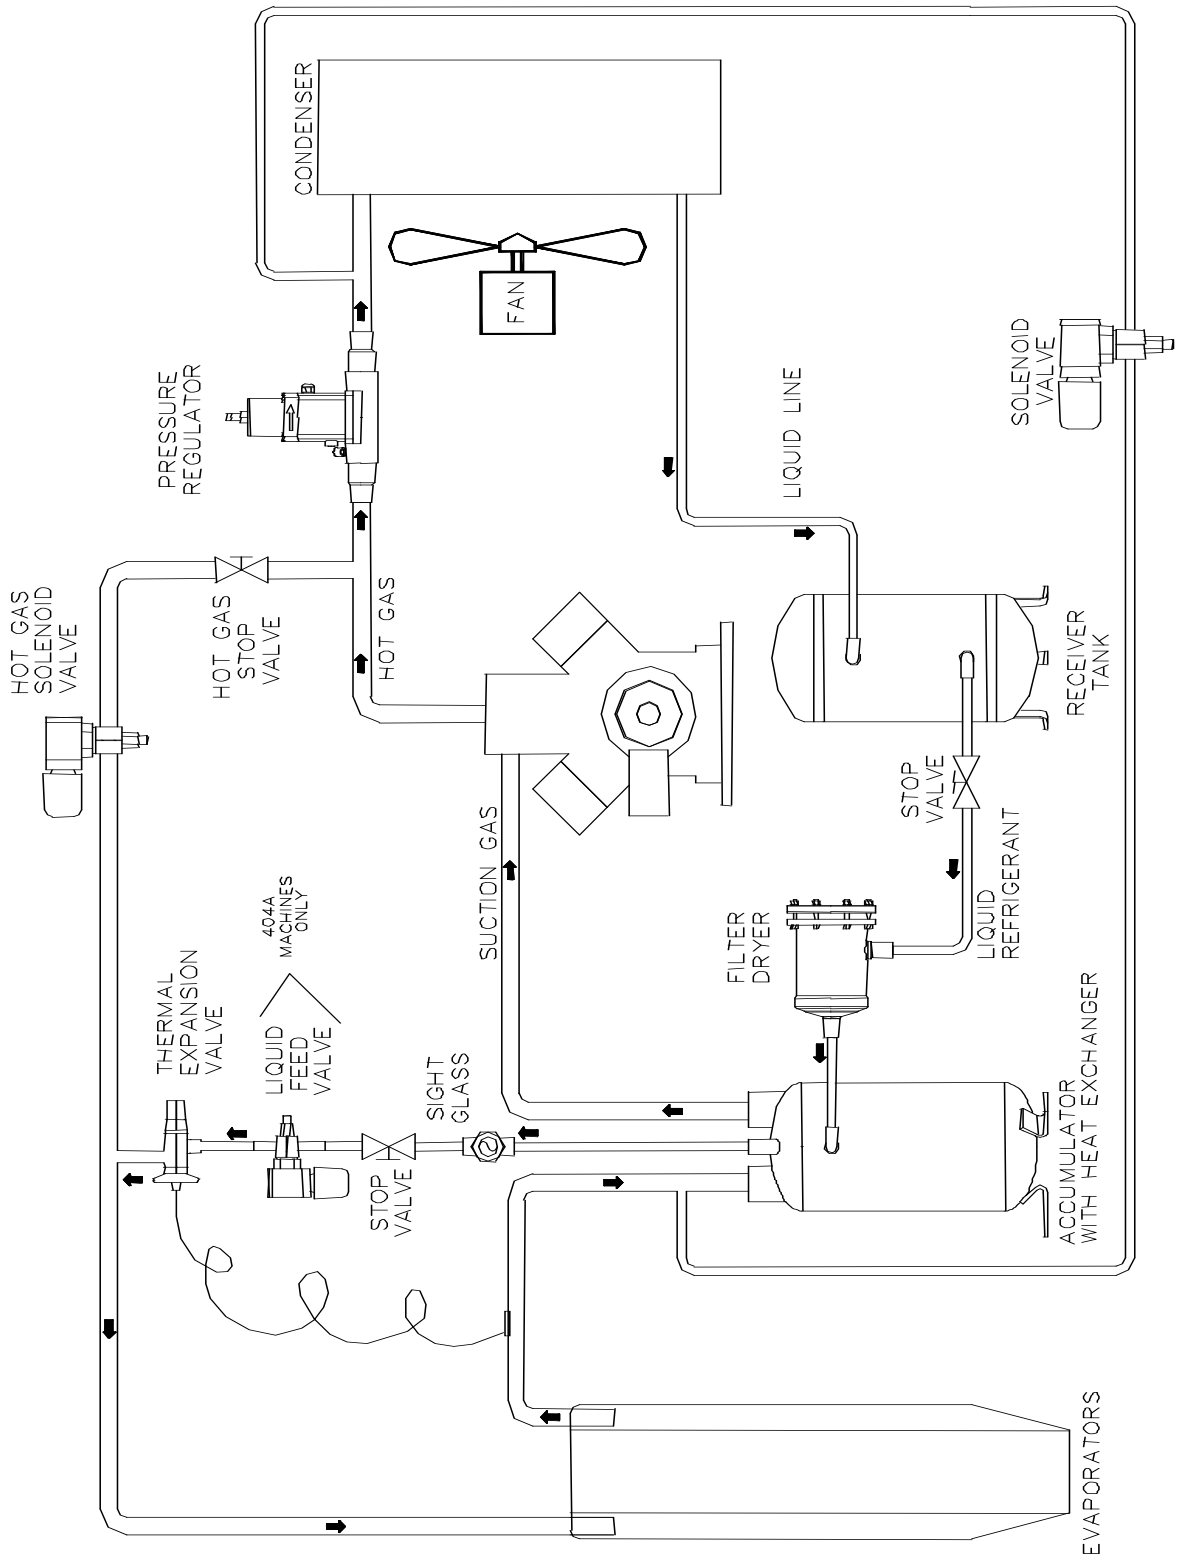 CONDENSER
FAN
PRESSURE
REGULATOR
SOLENOID
VALVE
LIQUID LINE
HOT GAS
SOLENOID
VALVE
HOT GAS
STOP
VALVE
HOT GAS
RECEIVER
TANK
STOP
VALVE
SUCTION GAS
LIQUID
REFRIGERANT
404A
MACHINES
ONLY
FILTER
DRYER
THERMAL
EXPANSION
VALVE
LIQUID
FEED
VALVE
SIGHT
GLASS
STOP
VALVE
ACCUMULATOR
WITH HEAT EXCHANGER
EVAPORATORS